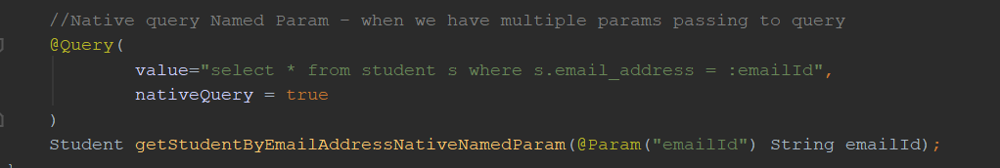 //Native query Named Param – when we have multiple params passing to query
@Query(
value="select * from student s where s.email_address = :emailId",
nativeQuery = true
)
Student getStudentByEmailAddressNativeNamedParam(@Param("emailId") String emailId);